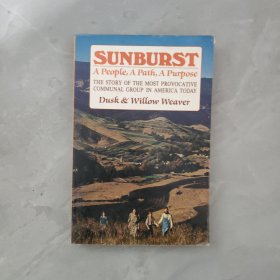 SUNBURST
A People, A Path, A Purpose
THE STORY OF THE MOST PROVOCATIVE
COMMUNAL GROUP IN AMERICA TODAY
Dusk & Willow Weaver